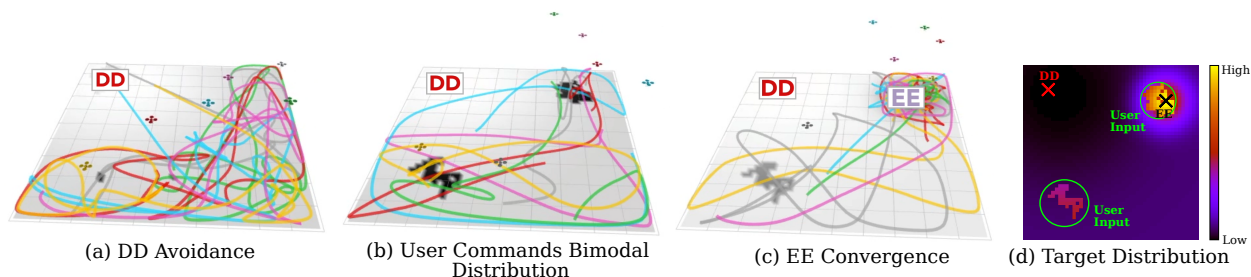 DD
(a) DD Avoidance
DD
(b) User Commands Bimodal
Distribution
DD
EE
(c) EE Convergence
DD
EE
User
Input
User
Input
High
Low
(d) Target Distribution